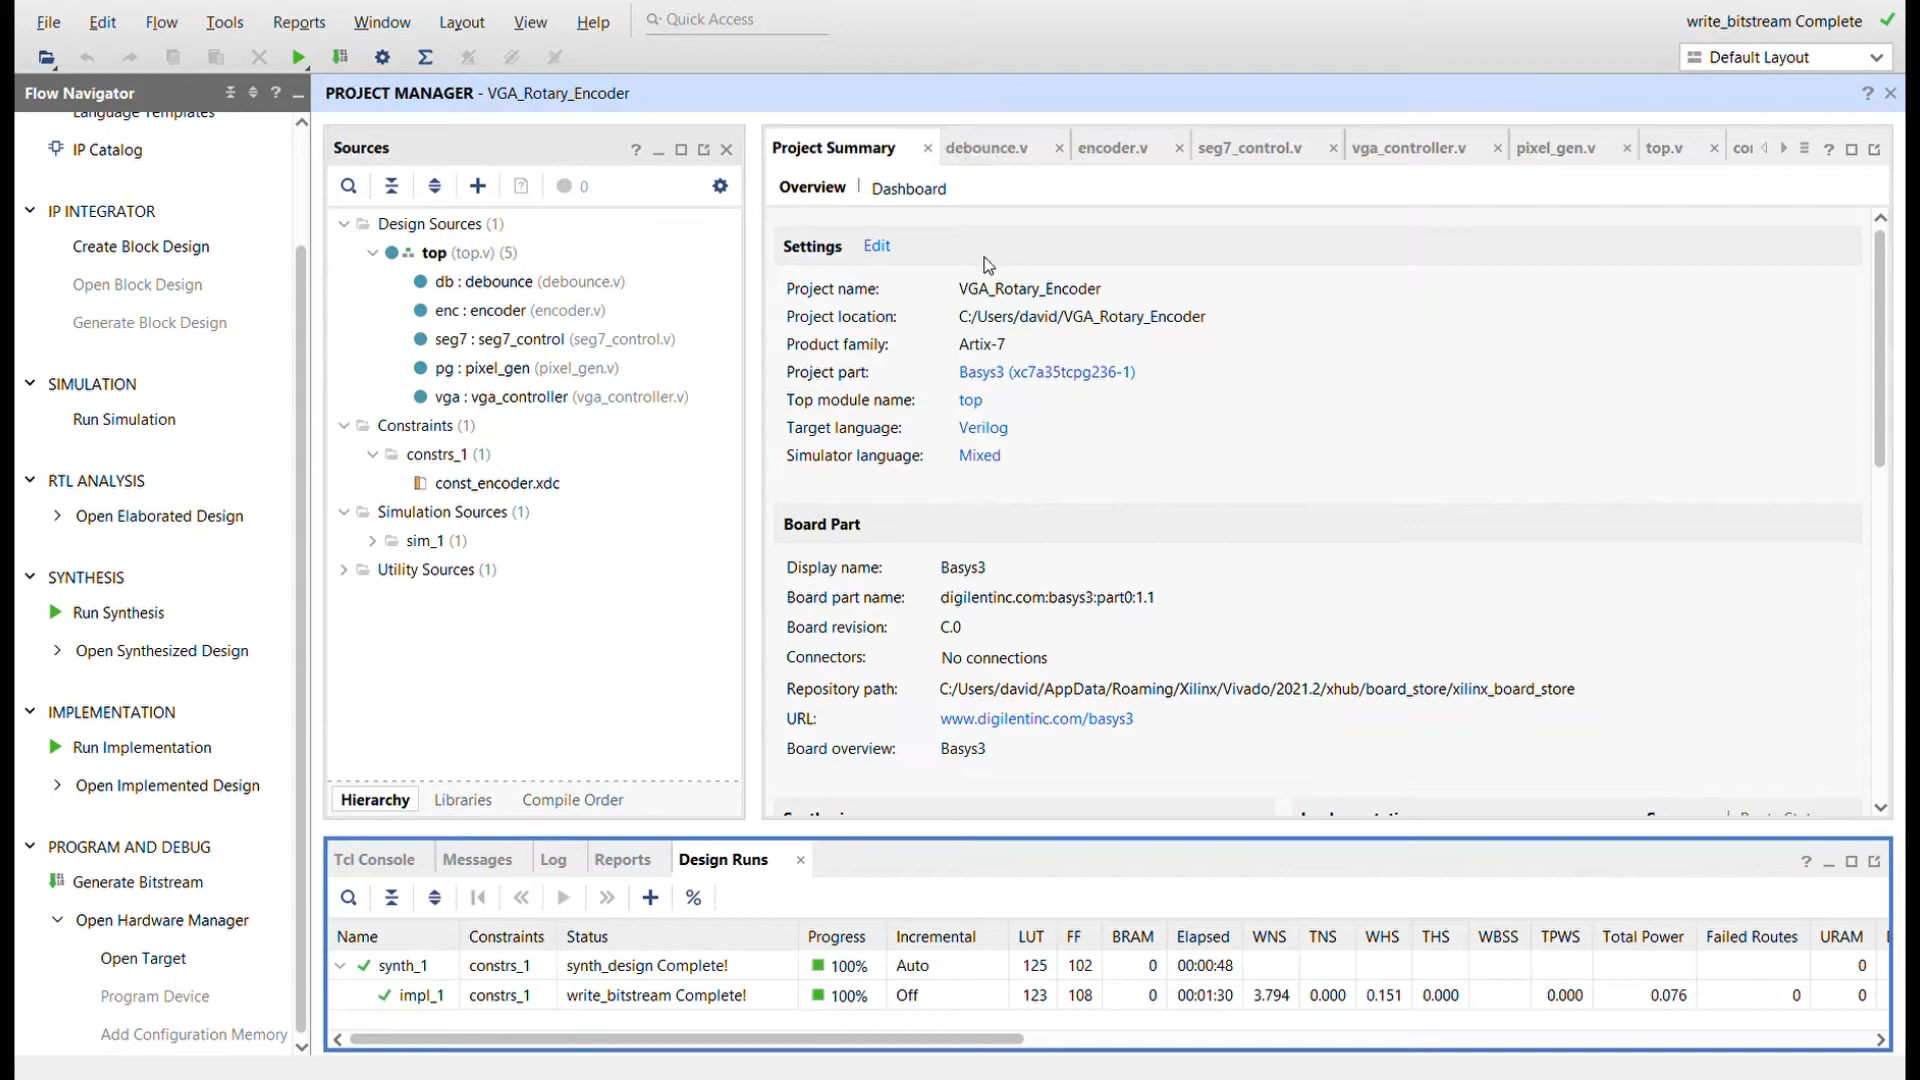 File Edit Flow Tools Reports Window Layout View Help Quick Access write_bitstream Complete
Default Layout
Flow Navigator
PROJECT MANAGER - VGA_Rotary_Encoder
Language Templates
IP Catalog
IP INTEGRATOR
Create Block Design
Open Block Design
Generate Block Design
SIMULATION
Run Simulation
RTL ANALYSIS
Open Elaborated Design
SYNTHESIS
Run Synthesis
Open Synthesized Design
IMPLEMENTATION
Run Implementation
Open Implemented Design
PROGRAM AND DEBUG
Generate Bitstream
Open Hardware Manager
Open Target
Program Device
Add Configuration Memory
Sources
0
Design Sources (1)
top (top.v) (5)
db : debounce (debounce.v)
enc : encoder (encoder.v)
seg7 : seg7_control (seg7_control.v)
pg : pixel_gen (pixel_gen.v)
vga : vga_controller (vga_controller.v)
Constraints (1)
constrs_1 (1)
const_encoder.xdc
Simulation Sources (1)
sim_1 (1)
Utility Sources (1)
Hierarchy Libraries Compile Order
Project Summary debounce.v encoder.v seg7_control.v vga_controller.v pixel_gen.v top.v
Overview | Dashboard
Settings Edit
Project name: VGA_Rotary_Encoder
Project location: C:/Users/david/VGA_Rotary_Encoder
Product family: Artix-7
Project part: Basys3 (xc7a35tcpg236-1)
Top module name: top
Target language: Verilog
Simulator language: Mixed
Board Part
Display name: Basys3
Board part name: digilentinc.com:basys3:part0:1.1
Board revision: C.0
Connectors: No connections
Repository path: C:/Users/david/AppData/Roaming/Xilinx/Vivado/2021.2/xhub/board_store/xilinx_board_store
URL: www.digilentinc.com/basys3
Board overview: Basys3
Tcl Console Messages Log Reports Design Runs
Name Constraints Status Progress Incremental LUT FF BRAM Elapsed WNS TNS WHS THS WBSS TPWS Total Power Failed Routes URAM
synth_1 constrs_1 synth_design Complete! 100% Auto 125 102 0 00:00:48 0
impl_1 constrs_1 write_bitstream Complete! 100% Off 123 108 0 00:01:30 3.794 0.000 0.151 0.000 0.000 0.076 0 0